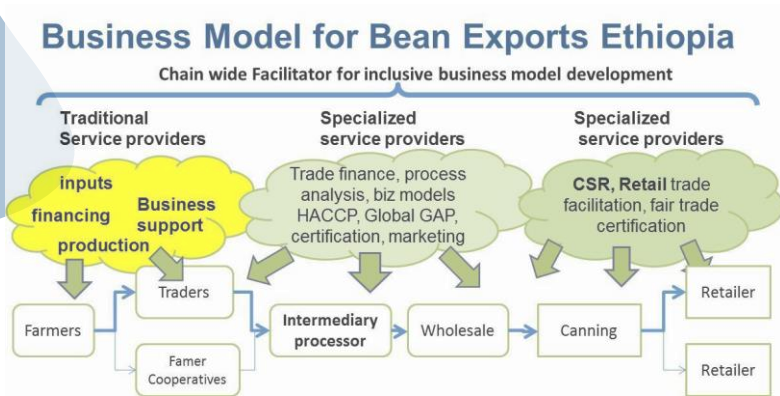 Business Model for Bean Exports Ethiopia
Chain wide Facilitator for inclusive business model development
Traditional
Service providers
Specialized
service providers
Specialized
service providers
inputs
financing
production
Business
support
Trade finance, process
analysis, biz models
HACCP, Global GAP,
certification, marketing
CSR, Retail trade
facilitation, fair trade
certification
Farmers
Traders
Famer
Cooperatives
Intermediary
processor
Wholesale
Canning
Retailer
Retailer